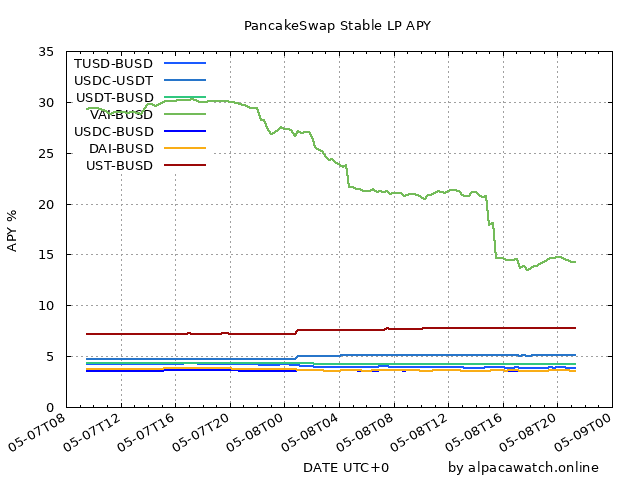 PancakeSwap Stable LP APY
35
30
25
20
15
10
5
0
APY %
TUSD-BUSD
USDC-USDT
USDT-BUSD
VAI-BUSD
USDC-BUSD
DAI-BUSD
UST-BUSD
05-07T08
05-07T12
05-07T16
05-07T20
05-08T00
05-08T04
05-08T08
05-08T12
05-08T16
05-08T20
05-09T00
DATE UTC+0
by alpacawatch.online